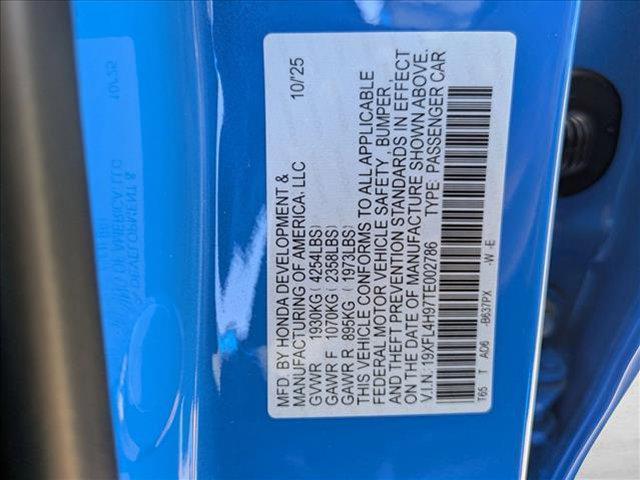 MFD. BY HONDA DEVELOPMENT &
MANUFACTURING OF AMERICA. LLC 10/'25
GVWR 1930KG ( 4254LBS)
GAWR F 1070KG ( 2358LBS)
GAWR R 895KG ( 1973LBS)
THIS VEHICLE CONFORMS TO ALL APPLICABLE
FEDERAL MOTOR VEHICLE SAFETY, BUMPER,
AND THEFT PREVENTION STANDARDS IN EFFECT
ON THE DATE OF MANUFACTURE SHOWN ABOVE.
V.I.N: 19XFL4H97TE002786 TYPE: PASSENGER CAR
T65 T A06 -B637PX -W -E